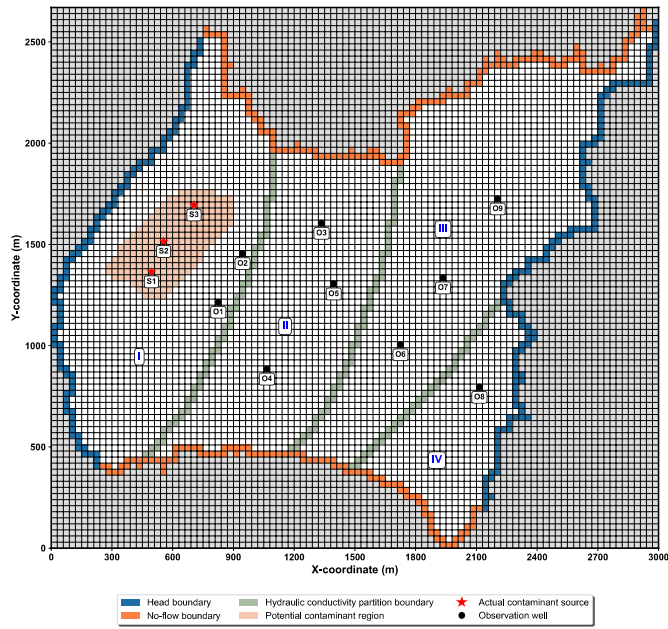 2500
2000
1500
1000
500
0
Y-coordinate (m)
S3
S2
S1
O9
O3
III
O2
O7
O5
O1
II
O6
I
O4
O8
IV
0 300 600 900 1200 1500 1800 2100 2400 2700 3000
X-coordinate (m)
Head boundary Hydraulic conductivity partition boundary Actual contaminant source
No-flow boundary Potential contaminant region Observation well